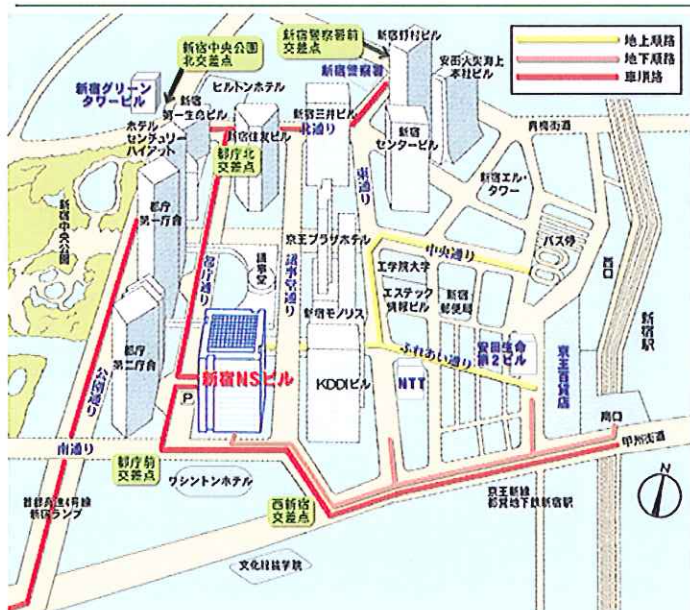 新宿警察署前
交差点
新宿野村ビル
新宿中央公園
北交差点
安田火災海上
本社ビル
地上順路
地下順路
車順路
新宿グリーン
タワービル
ヒルトンホテル
新宿警察署
新宿
第一生命ビル
新宿三井ビル
北通り
新宿住友ビル
ホテル
センチュリー
ハイアット
新宿
センタービル
青梅街道
都庁北
交差点
東通り
新宿エル・
タワー
都庁
第一庁舎
新宿中央公園
京王プラザホテル
中央通り
バス停
西口
議事堂
議事堂通り
都庁通り
工学院大学
エステック
情報ビル
新宿
郵便局
新宿駅
新宿モノリス
ふれあい通り
安田生命
第2ビル
京王百貨店
都庁
第二庁舎
公園通り
新宿NSビル
KDDIビル
NTT
P
南口
甲州街道
南通り
都庁前
交差点
ワシントンホテル
西新宿
交差点
首都高速4号線
新宿ランプ
京王新線
都営地下鉄新宿駅
N
文化服装学院